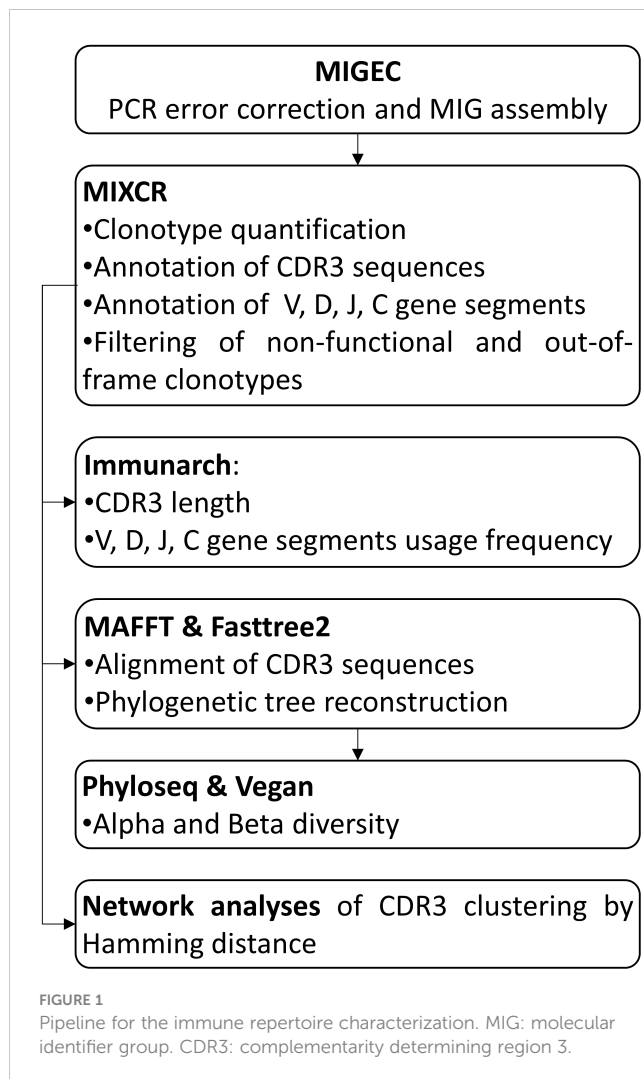 MIGEC
PCR error correction and MIG assembly
MIXCR
•Clonotype quantification
•Annotation of CDR3 sequences
•Annotation of V, D, J, C gene segments
•Filtering of non-functional and out-of-
frame clonotypes
Immunarch:
•CDR3 length
•V, D, J, C gene segments usage frequency
MAFFT & Fasttree2
•Alignment of CDR3 sequences
•Phylogenetic tree reconstruction
Phyloseq & Vegan
•Alpha and Beta diversity
Network analyses of CDR3 clustering by
Hamming distance
FIGURE 1
Pipeline for the immune repertoire characterization. MIG: molecular
identifier group. CDR3: complementarity determining region 3.